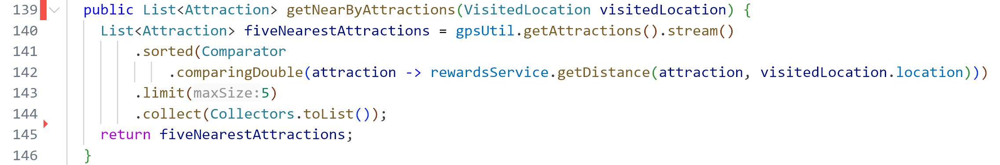 139 public List<Attraction> getNearByAttractions(VisitedLocation visitedLocation) {
140 List<Attraction> fiveNearestAttractions = gpsUtil.getAttractions().stream()
141 .sorted(Comparator
142 .comparingDouble(attraction -> rewardsService.getDistance(attraction, visitedLocation.location)))
143 .limit(maxSize:5)
144 .collect(Collectors.toList());
145 return fiveNearestAttractions;
146 }